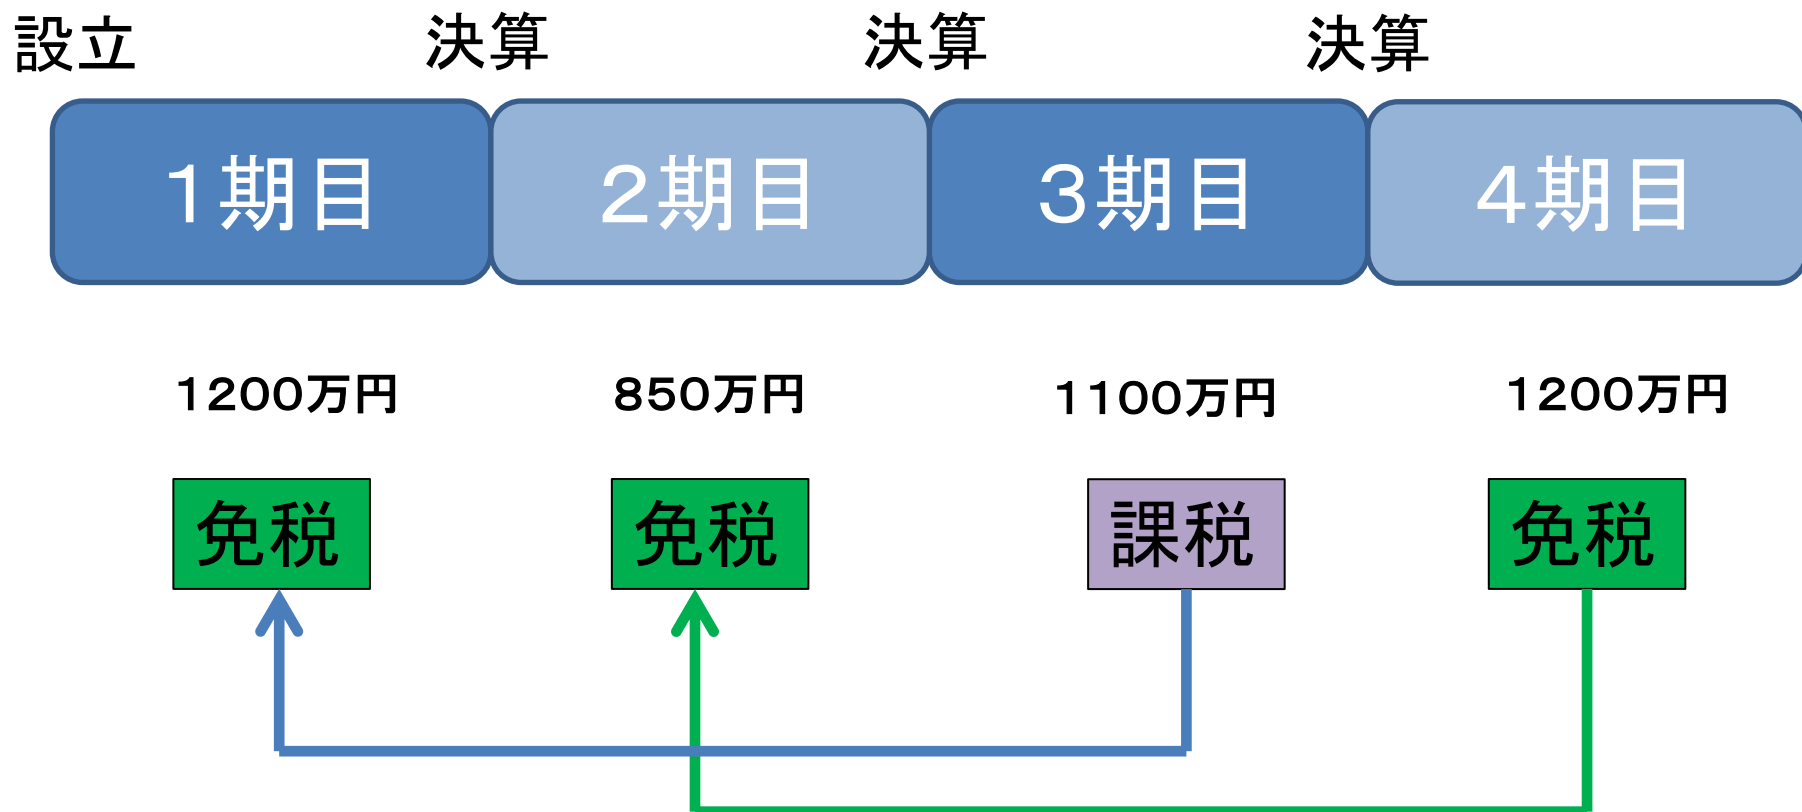 設立 決算 決算 決算
１期目 ２期目 ３期目 ４期目
１２００万円 ８５０万円 １１００万円 １２００万円
免税 免税 課税 免税